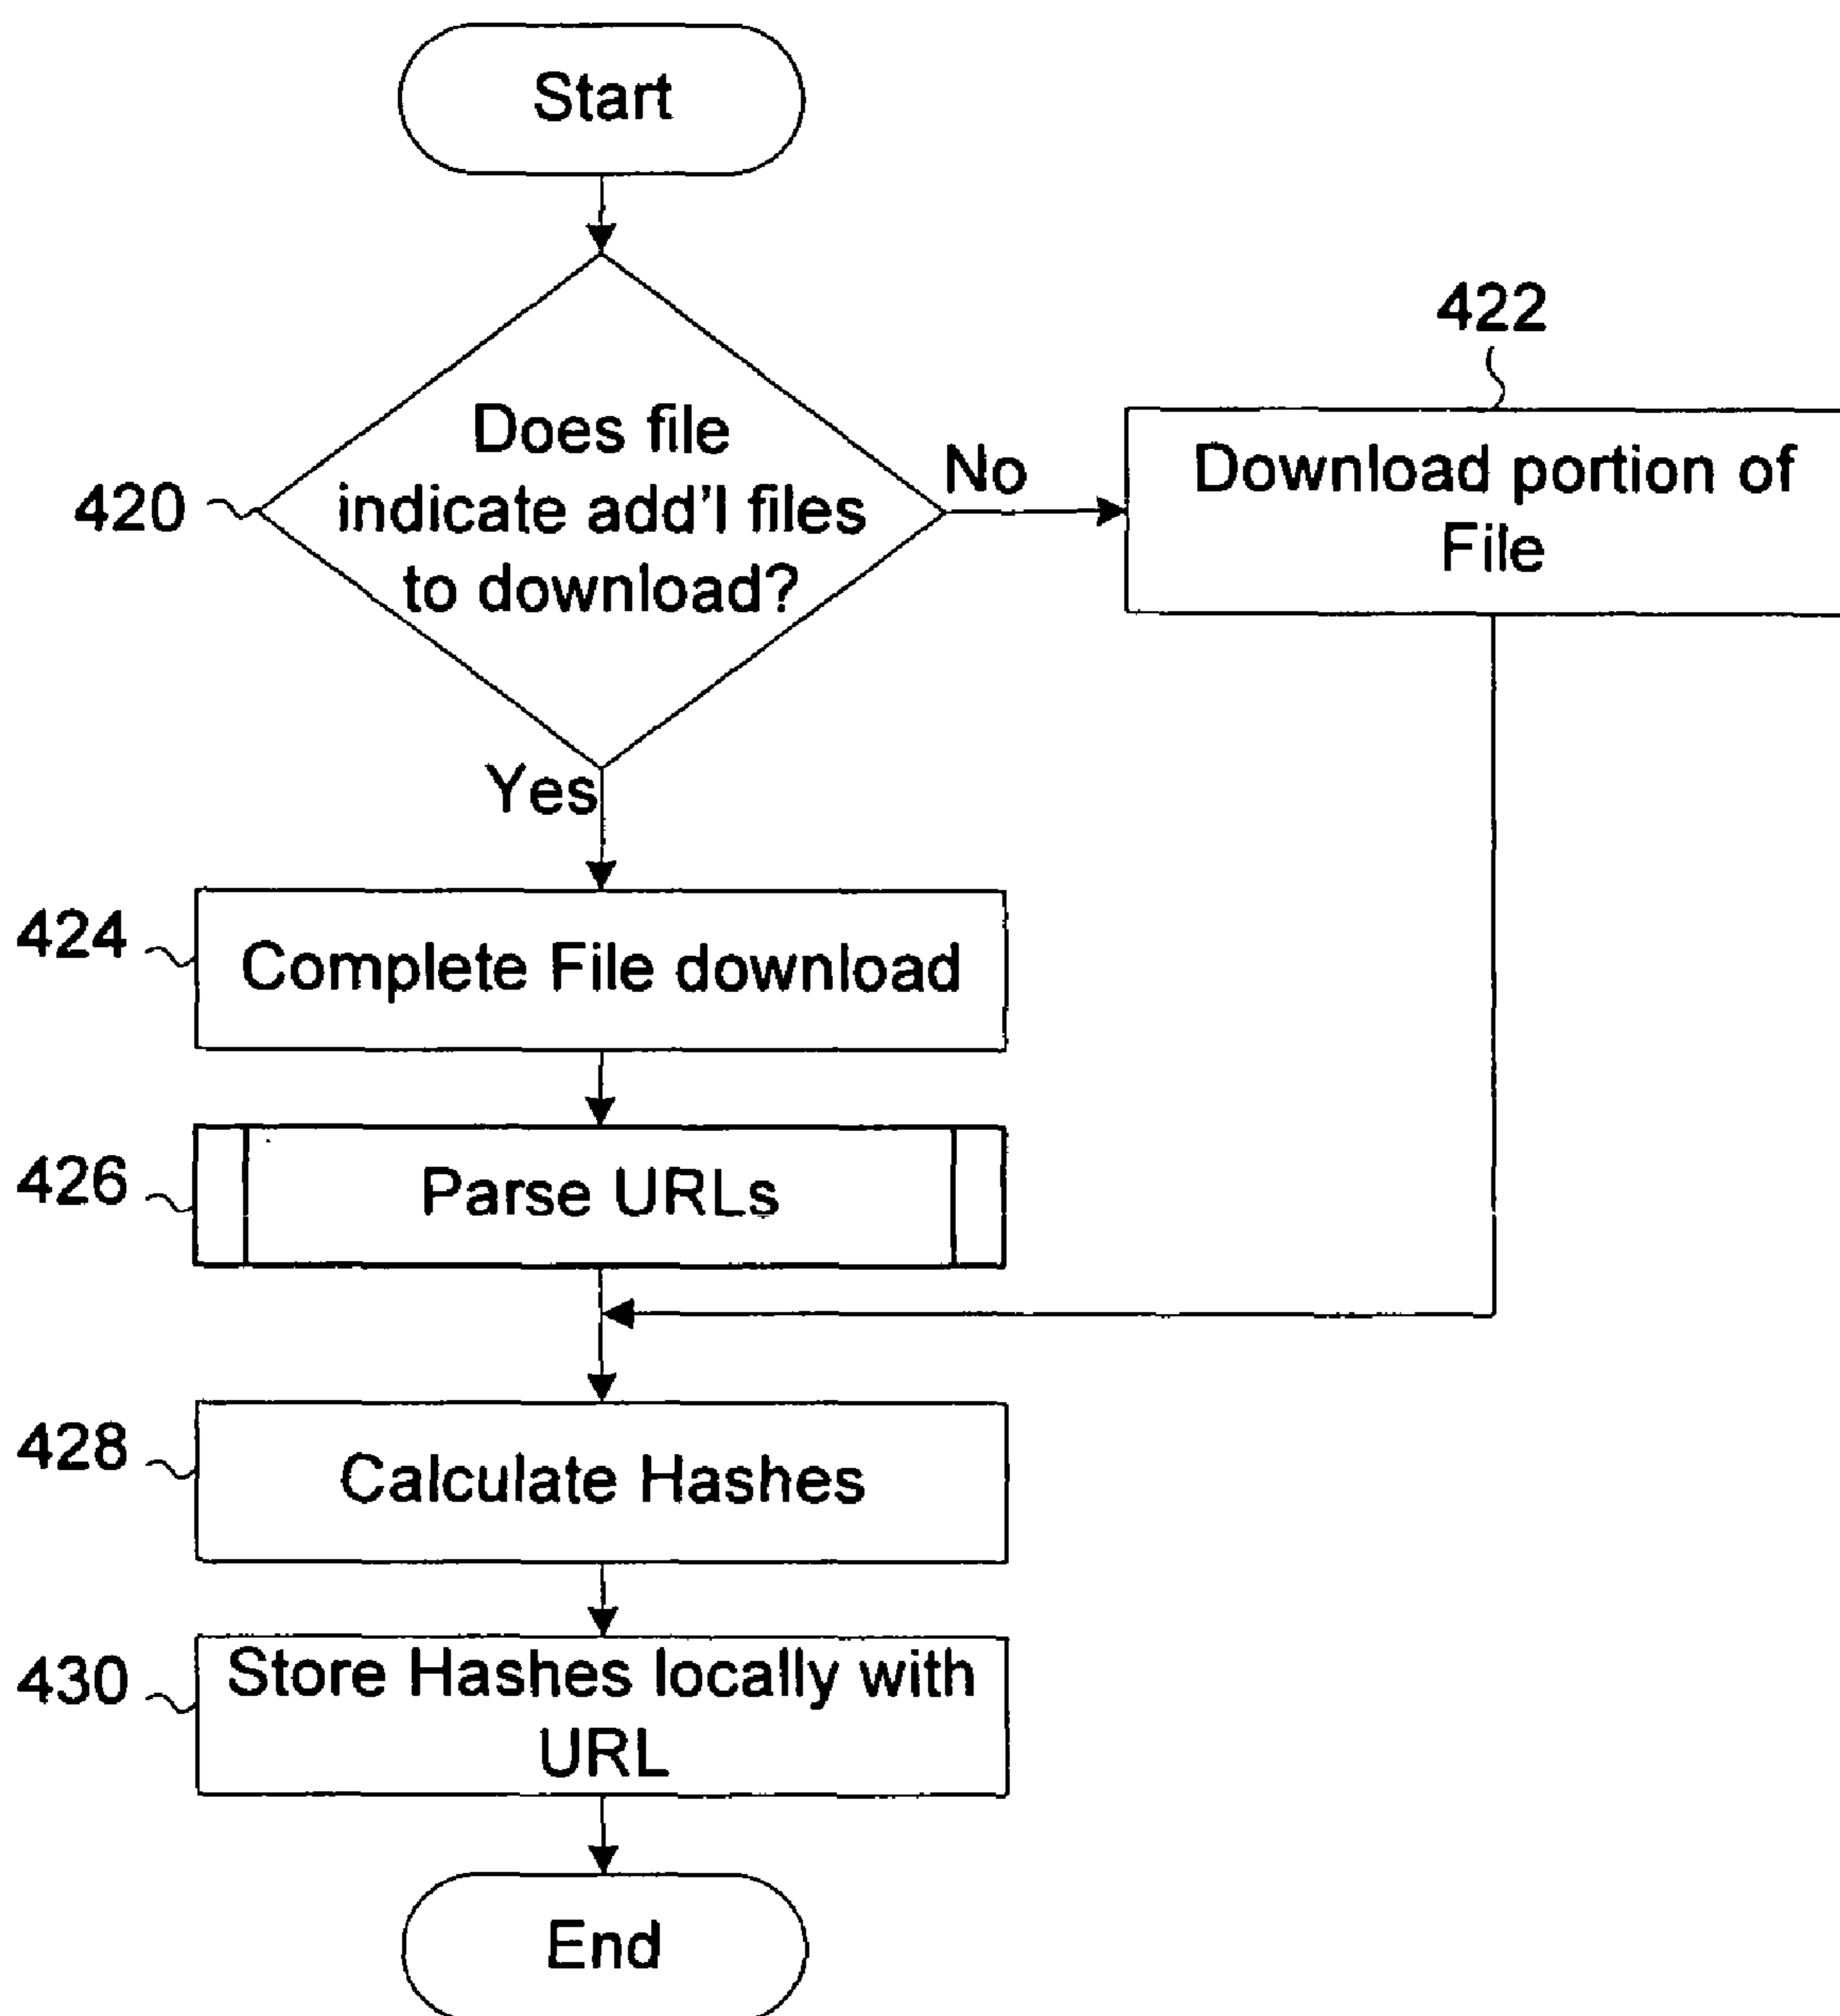 Start
Does file
indicate add'l files
to download?
420
No
422
Download portion of
File
Yes
424
Complete File download
426
Parse URLs
428
Calculate Hashes
430
Store Hashes locally with
URL
End